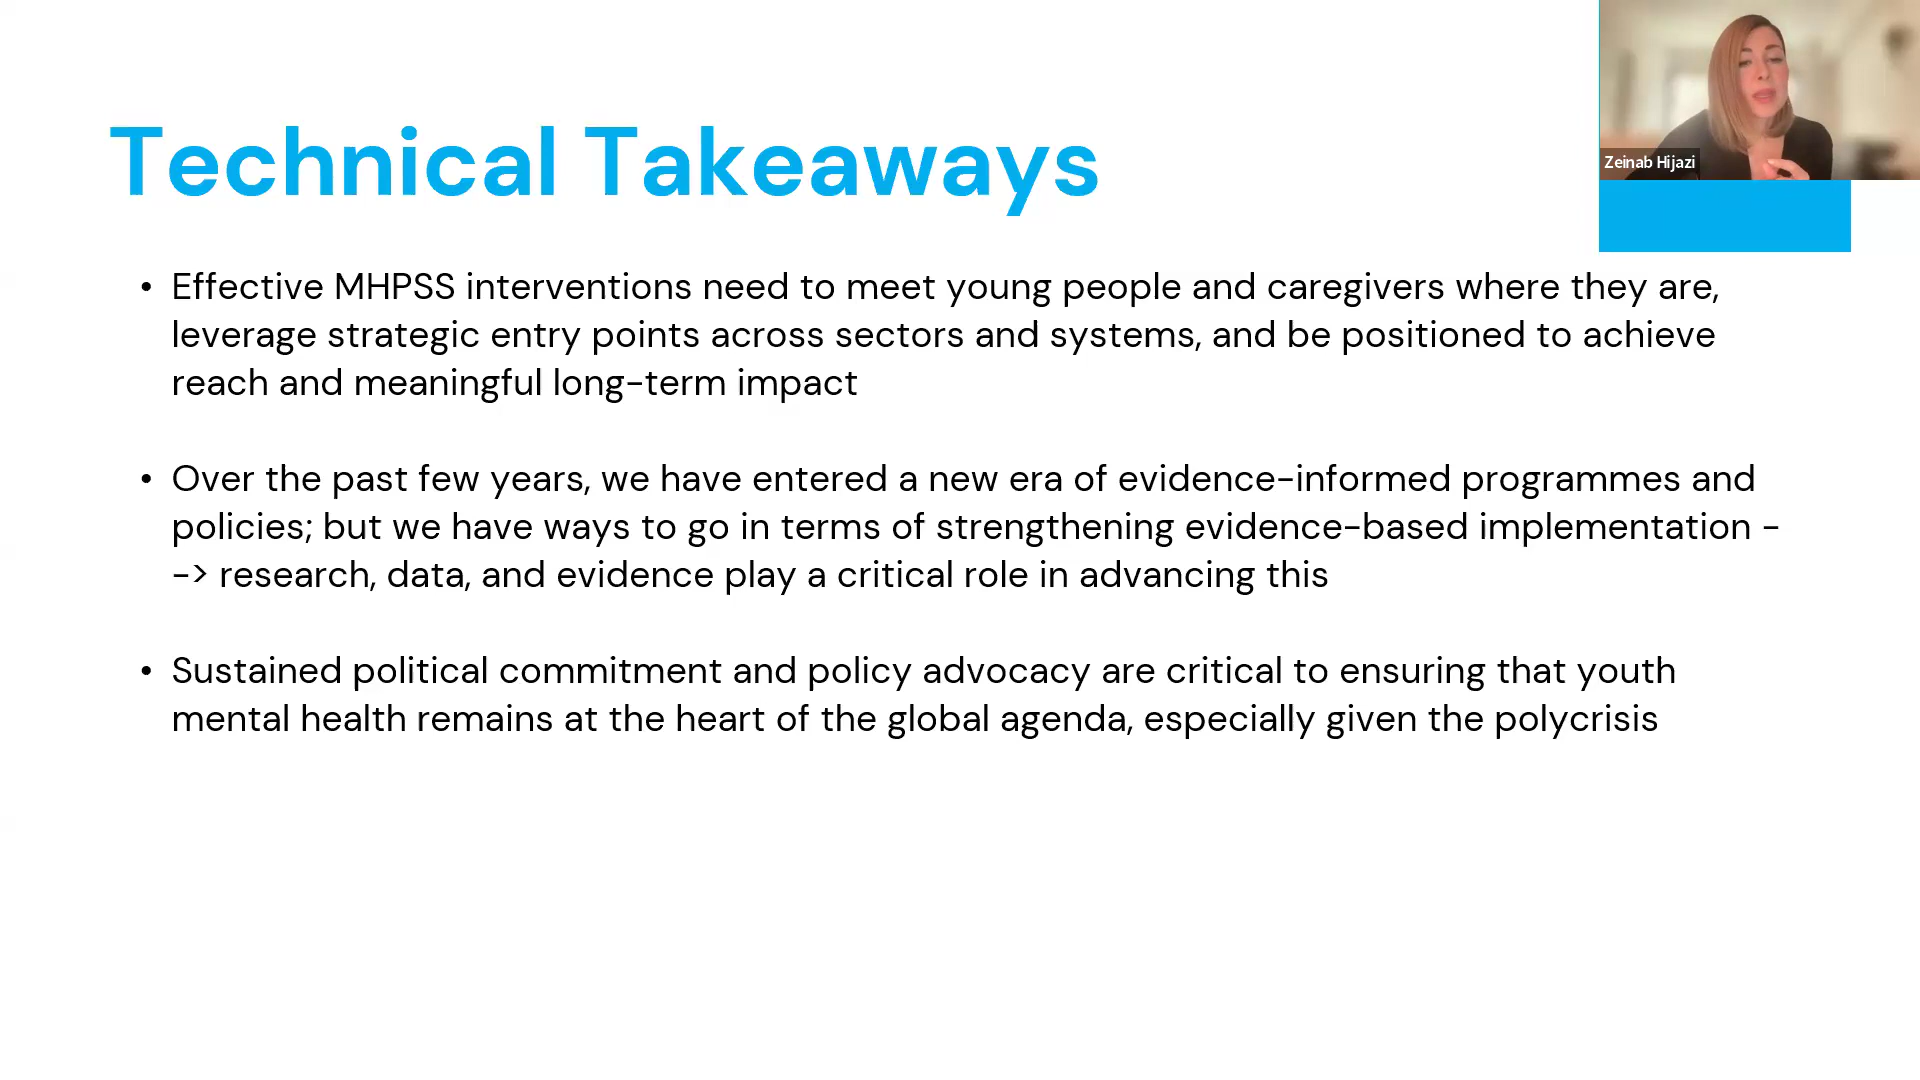 Technical Takeaways
Zeinab Hijazi
• Effective MHPSS interventions need to meet young people and caregivers where they are,
leverage strategic entry points across sectors and systems, and be positioned to achieve
reach and meaningful long-term impact
• Over the past few years, we have entered a new era of evidence-informed programmes and
policies; but we have ways to go in terms of strengthening evidence-based implementation -
-> research, data, and evidence play a critical role in advancing this
• Sustained political commitment and policy advocacy are critical to ensuring that youth
mental health remains at the heart of the global agenda, especially given the polycrisis